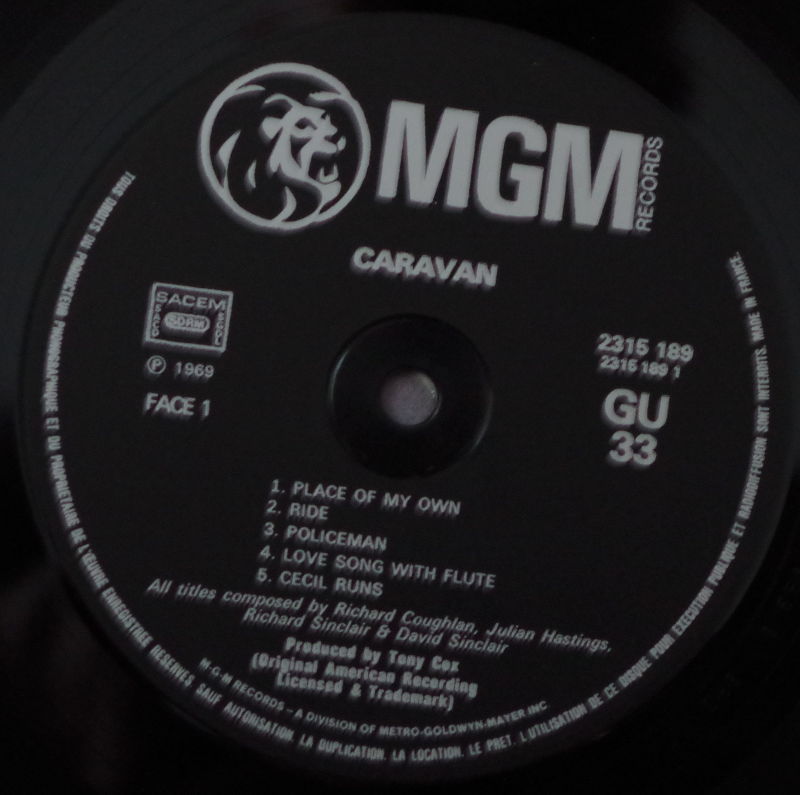 MGM
RECORDS
CARAVAN
SACEM
SACD
SDRM
SGDL
℗ 1969
FACE 1
2315 189
2315 189 1
GU
33
1. PLACE OF MY OWN
2. RIDE
3. POLICEMAN
4. LOVE SONG WITH FLUTE
5. CECIL RUNS
All titles composed by Richard Coughlan, Julian Hastings,
Richard Sinclair & David Sinclair
Produced by Tony Cox
(Original American Recording
Licensed & Trademark)
M.G.M RECORDS – A DIVISION OF METRO-GOLDWYN-MAYER INC
TOUS DROITS DU PRODUCTEUR PHONOGRAPHIQUE ET DU PROPRIETAIRE DE L'ŒUVRE ENREGISTREE RESERVES SAUF AUTORISATION. LA DUPLICATION. LA LOCATION. LE PRET. L'UTILISATION DE CE DISQUE POUR EXECUTION PUBLIQUE ET RADIODIFFUSION SONT INTERDITS. MADE IN FRANCE.